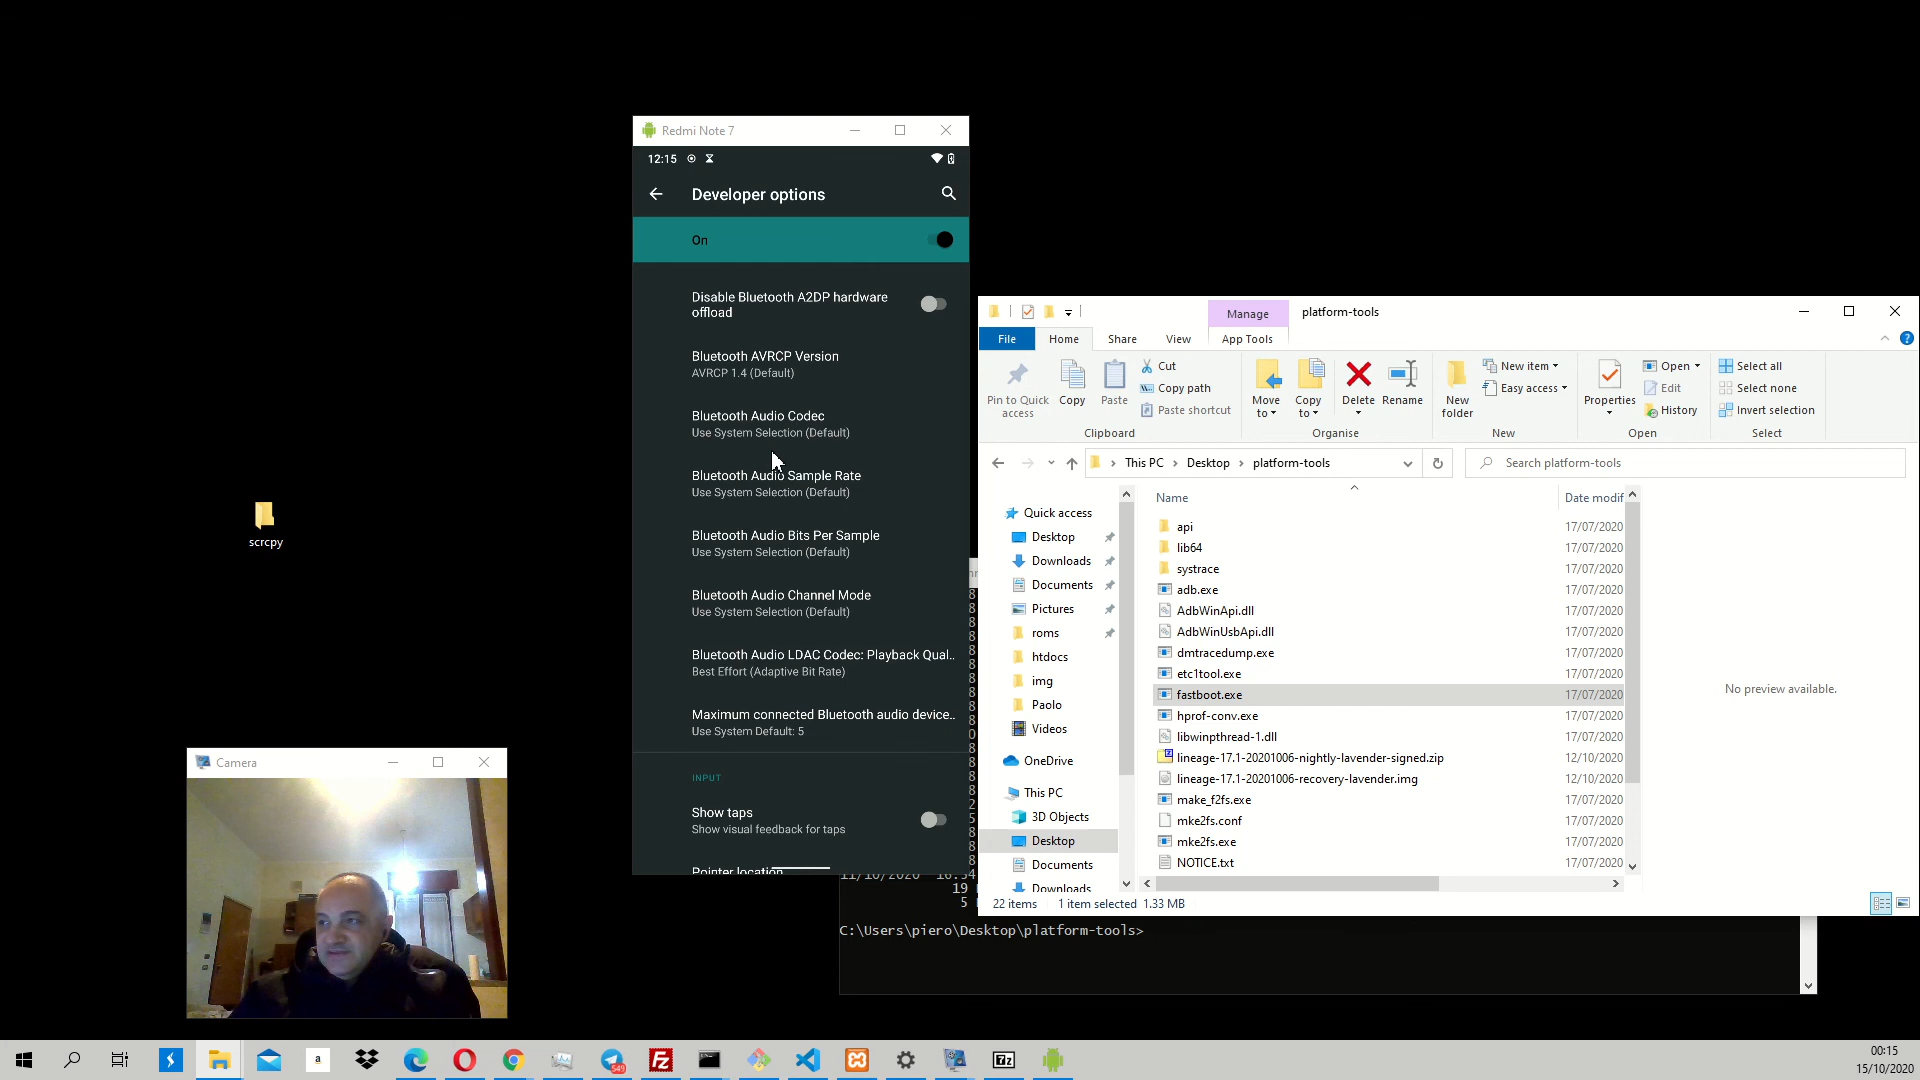 Redmi Note 7
12:15
Developer options
On
Disable Bluetooth A2DP hardware
offload
Bluetooth AVRCP Version
AVRCP 1.4 (Default)
Bluetooth Audio Codec
Use System Selection (Default)
Bluetooth Audio Sample Rate
Use System Selection (Default)
Bluetooth Audio Bits Per Sample
Use System Selection (Default)
Bluetooth Audio Channel Mode
Use System Selection (Default)
Bluetooth Audio LDAC Codec: Playback Qual..
Best Effort (Adaptive Bit Rate)
Maximum connected Bluetooth audio device..
Use System Default: 5
INPUT
Show taps
Show visual feedback for taps
Pointer location
scrcpy
Camera
Manage
platform-tools
File
Home
Share
View
App Tools
Pin to Quick
access
Copy
Paste
Cut
Copy path
Paste shortcut
Clipboard
Move
to
Copy
to
Delete
Rename
Organise
New
folder
New item
Easy access
New
Properties
Open
Edit
History
Open
Select all
Select none
Invert selection
Select
This PC
Desktop
platform-tools
Search platform-tools
Quick access
Desktop
Downloads
Documents
Pictures
roms
htdocs
img
Paolo
Videos
OneDrive
This PC
3D Objects
Desktop
Documents
Downloads
Name Date modif
api 17/07/2020
lib64 17/07/2020
systrace 17/07/2020
adb.exe 17/07/2020
AdbWinApi.dll 17/07/2020
AdbWinUsbApi.dll 17/07/2020
dmtracedump.exe 17/07/2020
etc1tool.exe 17/07/2020
fastboot.exe 17/07/2020
hprof-conv.exe 17/07/2020
libwinpthread-1.dll 17/07/2020
lineage-17.1-20201006-nightly-lavender-signed.zip 12/10/2020
lineage-17.1-20201006-recovery-lavender.img 12/10/2020
make_f2fs.exe 17/07/2020
mke2fs.conf 17/07/2020
mke2fs.exe 17/07/2020
NOTICE.txt 17/07/2020
No preview available.
22 items 1 item selected 1.33 MB
19
5
C:\Users\piero\Desktop\platform-tools>
a
549
Fz
7z
00:15
15/10/2020